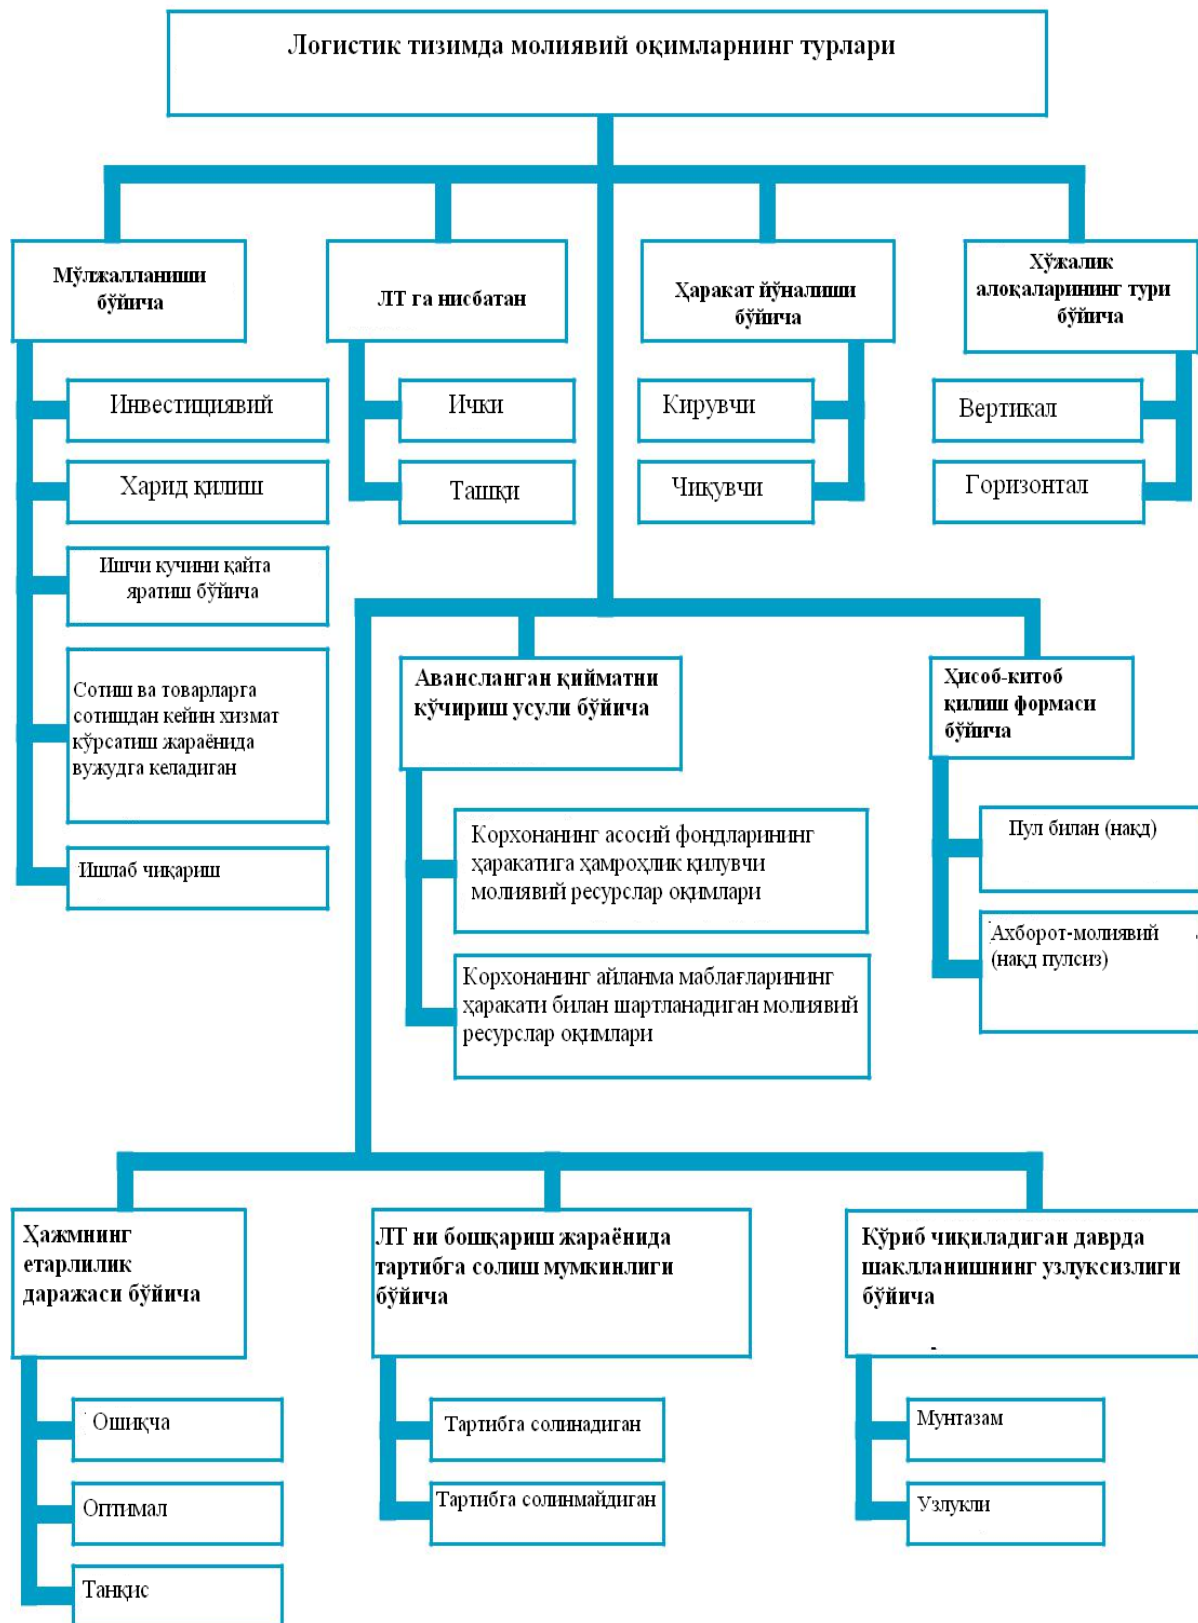 Логистик тизимда молиявий оқимларнинг турлари
Мўлжалланиши
бўйича
ЛТ га нисбатан
Ҳаракат йўналиши
бўйича
Хўжалик
алоқаларининг тури
бўйича
Инвестициявий
Ички
Кирувчи
Вертикал
Харид қилиш
Ташқи
Чиқувчи
Горизонтал
Ишчи кучини қайта
яратиш бўйича
Сотиш ва товарларга
сотишдан кейин хизмат
кўрсатиш жараёнида
вужудга келадиган
Ишлаб чиқариш
Авансланган қийматни
кўчириш усули бўйича
Ҳисоб-китоб
қилиш формаси
бўйича
Корхонанинг асосий фондларининг
ҳаракатига ҳамроҳлик қилувчи
молиявий ресурслар оқимлари
Корхонанинг айланма маблағларининг
ҳаракати билан шартланадиган молиявий
ресурслар оқимлари
Пул билан (нақд)
Ахборот-молиявий
(нақд пулсиз)
Ҳажмнинг
етарлилик
даражаси бўйича
ЛТ ни бошқариш жараёнида
тартибга солиш мумкинлиги
бўйича
Кўриб чиқиладиган даврда
шаклланишнинг узлуксизлиги
бўйича
-
Ошиқча
Оптимал
Танқис
Тартибга солинадиган
Тартибга солинмайдиган
Мунтазам
Узлукли